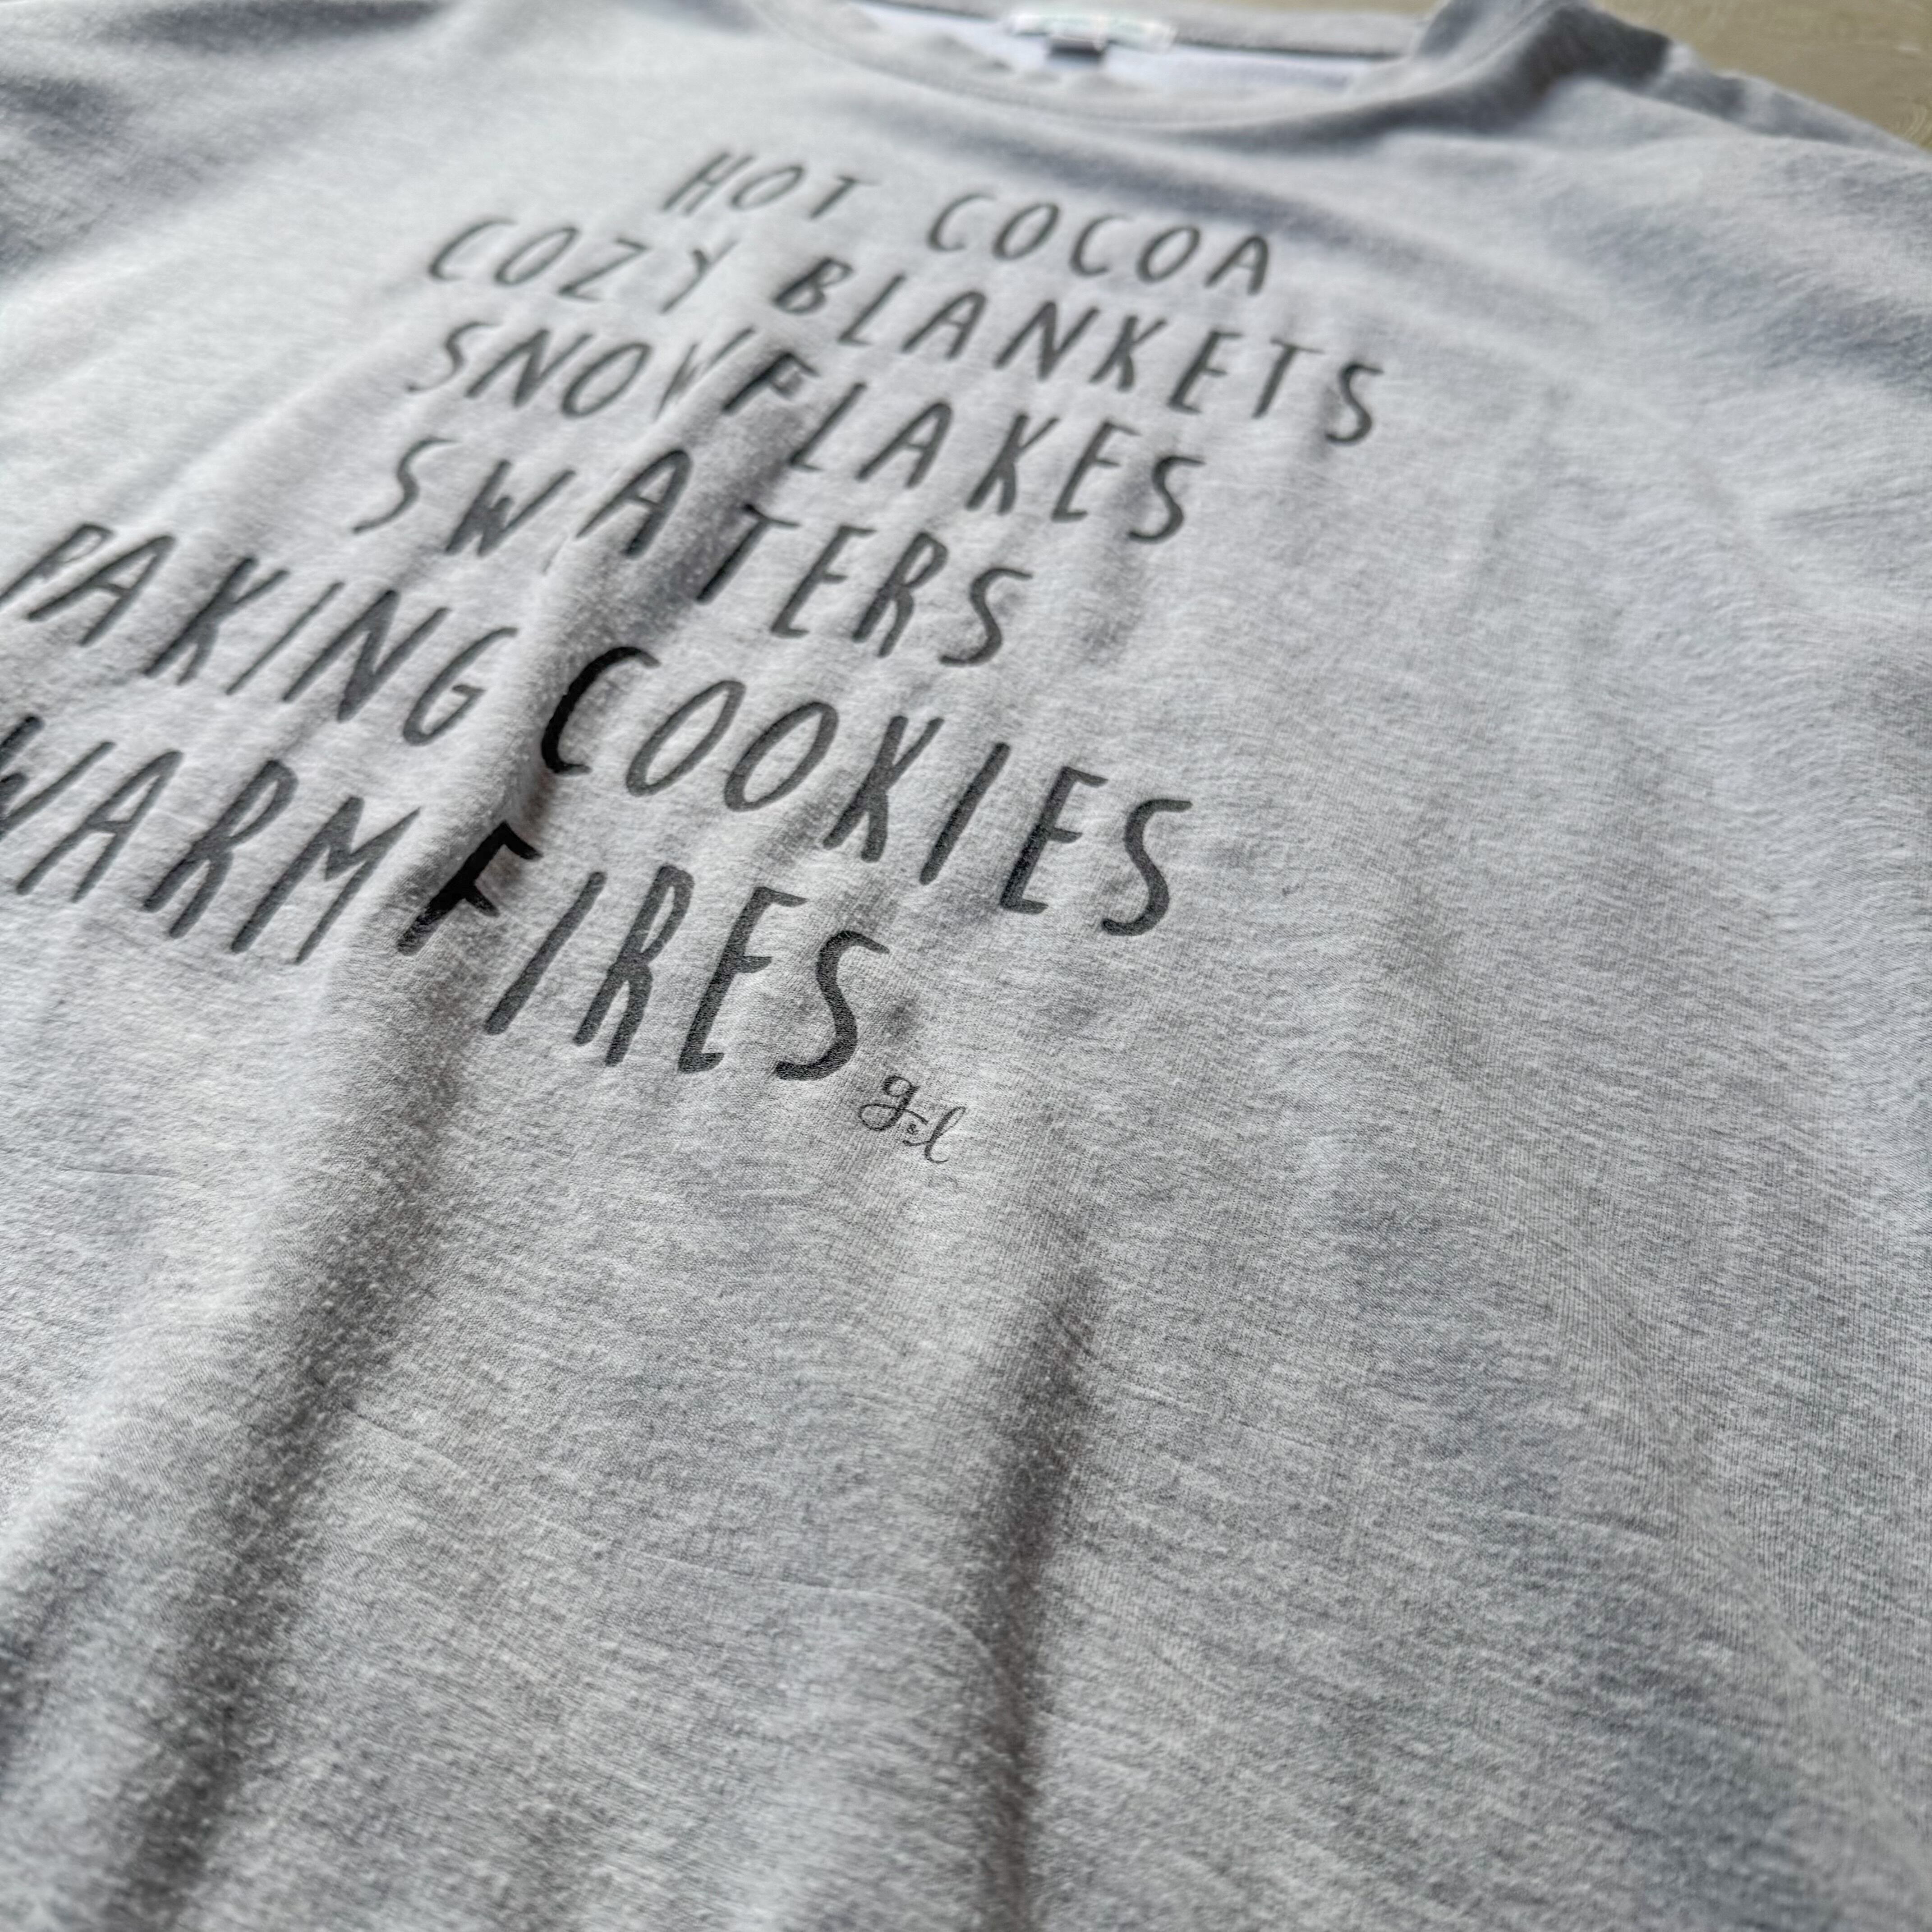 HOT COCOA
COZY BLANKETS
SNOWFLAKES
SWEATERS
BAKING COOKIES
WARM FIRES
g&l